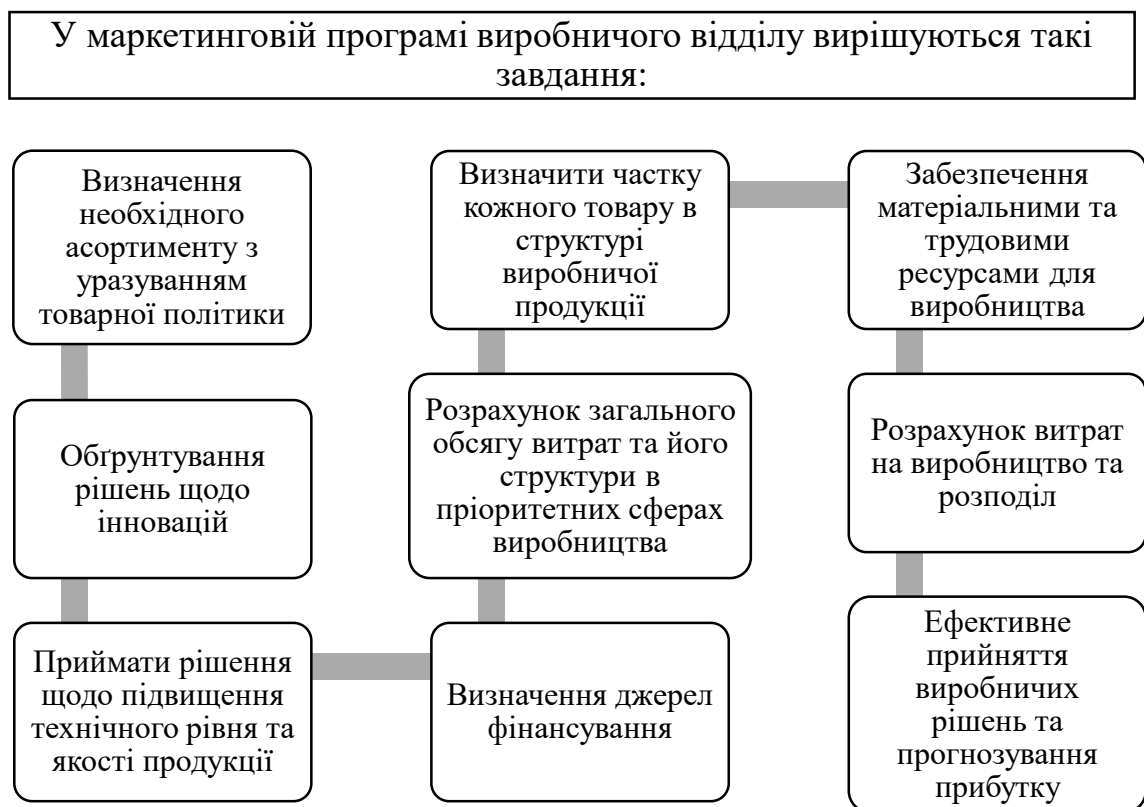 У маркетинговій програмі виробничого відділу вирішуються такі
завдання:
Визначення
необхідного
асортименту з
уразуванням
товарної політики
Обґрунтування
рішень щодо
інновацій
Приймати рішення
щодо підвищення
технічного рівня та
якості продукції
Визначення джерел
фінансування
Розрахунок загального
обсягу витрат та його
структури в
пріоритетних сферах
виробництва
Визначити частку
кожного товару в
структурі
виробничої
продукції
Забезпечення
матеріальними та
трудовими
ресурсами для
виробництва
Розрахунок витрат
на виробництво та
розподіл
Ефективне
прийняття
виробничих
рішень та
прогнозування
прибутку